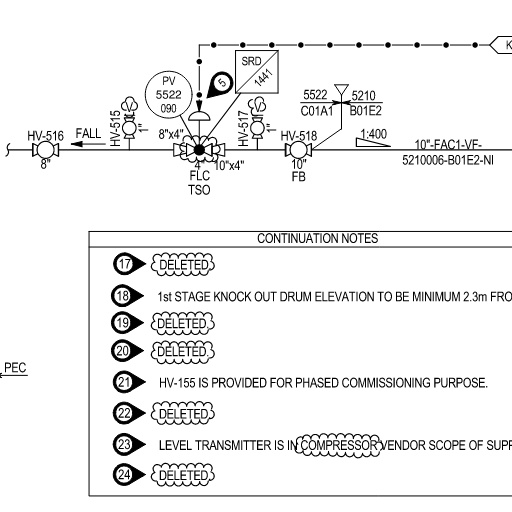 K
SRD
1441
PV
5522
090
5
5522
5210
C01A1
B01E2
HV-515
1"
HV-517
1"
HV-516
FALL
8"x4"
HV-518
1:400
10"-FAC1-VF-
5210006-B01E2-NI
8"
4"
10"x4"
10"
FLC
FB
TSO
CONTINUATION NOTES
17 DELETED
18 1st STAGE KNOCK OUT DRUM ELEVATION TO BE MINIMUM 2.3m FRO
19 DELETED.
20 DELETED.
PEC
21 HV-155 IS PROVIDED FOR PHASED COMMISSIONING PURPOSE.
22 DELETED
23 LEVEL TRANSMITTER IS IN COMPRESSOR VENDOR SCOPE OF SUPP
24 DELETED